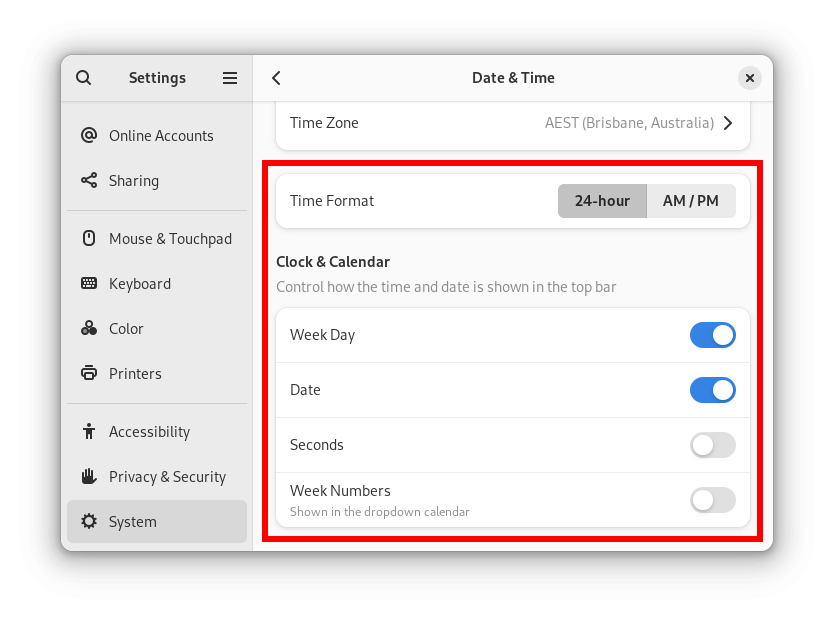 Settings
Date & Time
Online Accounts
Sharing
Mouse & Touchpad
Keyboard
Color
Printers
Accessibility
Privacy & Security
System
Time Zone AEST (Brisbane, Australia)
Time Format 24-hour AM / PM
Clock & Calendar
Control how the time and date is shown in the top bar
Week Day
Date
Seconds
Week Numbers
Shown in the dropdown calendar